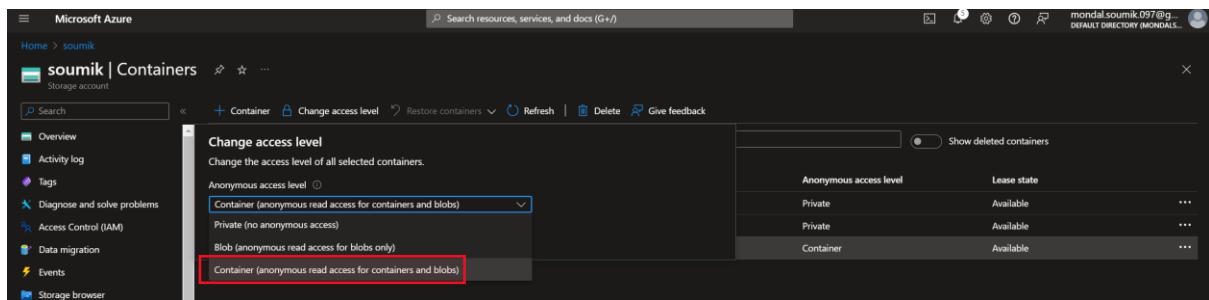 Microsoft Azure
Search resources, services, and docs (G+/)
5
mondal.soumik.097@g...
DEFAULT DIRECTORY (MONDALS...
Home > soumik
soumik | Containers
Storage account
Search
+ Container Change access level Restore containers Refresh | Delete Give feedback
Overview
Activity log
Tags
Diagnose and solve problems
Access Control (IAM)
Data migration
Events
Storage browser
Change access level
Change the access level of all selected containers.
Anonymous access level
Container (anonymous read access for containers and blobs)
Private (no anonymous access)
Blob (anonymous read access for blobs only)
Container (anonymous read access for containers and blobs)
Show deleted containers
Anonymous access level Lease state
Private Available
Private Available
Container Available